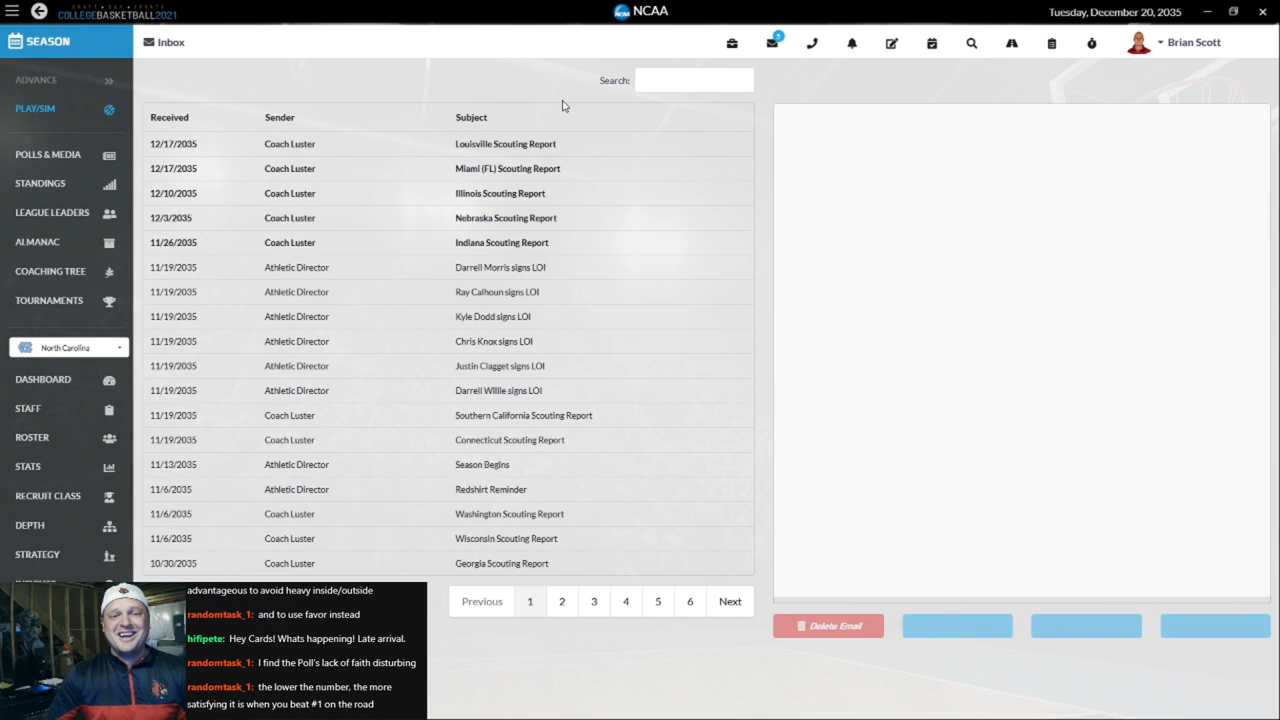 DRAFT DAY SPORTS
COLLEGEBASKETBALL2021
NCAA
Tuesday, December 20, 2035
SEASON
Inbox
5
Brian Scott
ADVANCE
PLAY/SIM
POLLS & MEDIA
STANDINGS
LEAGUE LEADERS
ALMANAC
COACHING TREE
TOURNAMENTS
North Carolina
DASHBOARD
STAFF
ROSTER
STATS
RECRUIT CLASS
DEPTH
STRATEGY
Search:
Received Sender Subject
12/17/2035 Coach Luster Louisville Scouting Report
12/17/2035 Coach Luster Miami (FL) Scouting Report
12/10/2035 Coach Luster Illinois Scouting Report
12/3/2035 Coach Luster Nebraska Scouting Report
11/26/2035 Coach Luster Indiana Scouting Report
11/19/2035 Athletic Director Darrell Morris signs LOI
11/19/2035 Athletic Director Ray Calhoun signs LOI
11/19/2035 Athletic Director Kyle Dodd signs LOI
11/19/2035 Athletic Director Chris Knox signs LOI
11/19/2035 Athletic Director Justin Clagget signs LOI
11/19/2035 Athletic Director Darrell Willie signs LOI
11/19/2035 Coach Luster Southern California Scouting Report
11/19/2035 Coach Luster Connecticut Scouting Report
11/13/2035 Athletic Director Season Begins
11/6/2035 Athletic Director Redshirt Reminder
11/6/2035 Coach Luster Washington Scouting Report
11/6/2035 Coach Luster Wisconsin Scouting Report
10/30/2035 Coach Luster Georgia Scouting Report
Previous 1 2 3 4 5 6 Next
Delete Email
advantageous to avoid heavy inside/outside
randomtask_1: and to use favor instead
hifipete: Hey Cards! Whats happening! Late arrival.
randomtask_1: I find the Poll's lack of faith disturbing
randomtask_1: the lower the number, the more
satisfying it is when you beat #1 on the road